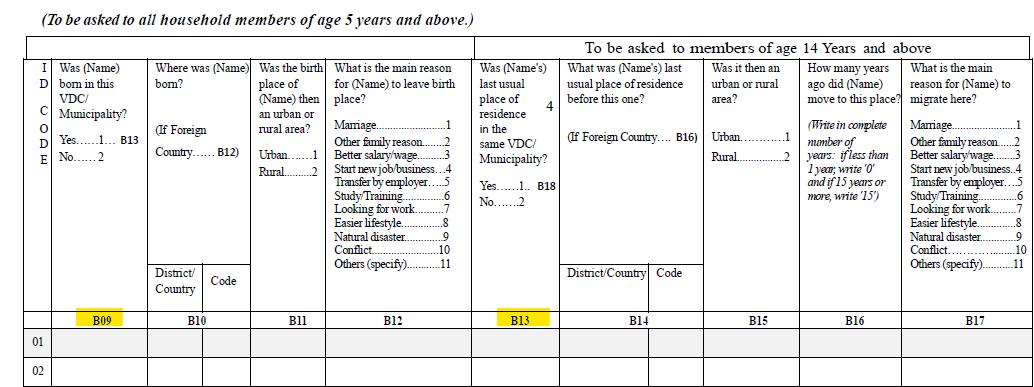 (To be asked to all household members of age 5 years and above.)
To be asked to members of age 14 Years and above
I
D
C
O
D
E
Was (Name)
born in this
VDC/
Municipality?
Yes......1... B13
No...... 2
Where was (Name)
born?
(If Foreign
Country...... B12)
District/
Country
Code
Was the birth
place of
(Name) then
an urban or
rural area?
Urban.......1
Rural..........2
What is the main reason
for (Name) to leave birth
place?
Marriage..........................1
Other family reason........2
Better salary/wage..........3
Start new job/business...4
Transfer by employer.....5
Study/Training...............6
Looking for work..........7
Easier lifestyle...............8
Natural disaster.............9
Conflict........................10
Others (specify)............11
Was (Name's)
last usual
place of
residence
4
in the
same VDC/
Municipality?
Yes......1.. B18
No.......2
What was (Name's) last
usual place of residence
before this one?
(If Foreign Country.... B16)
District/Country
Code
Was it then an
urban or rural
area?
Urban..............1
Rural................2
How many years
ago did (Name)
move to this place?
(Write in complete
number of
years: if less than
1 year, write '0'
and if 15 years or
more, write '15')
What is the main
reason for (Name) to
migrate here?
Marriage........................1
Other family reason......2
Better salary/wage........3
Start new job/business..4
Transfer by employer....5
Study/Training..............6
Looking for work.........7
Easier lifestyle..............8
Natural disaster............9
Conflict.......................10
Others (specify)..........11
B09 B10 B11 B12 B13 B14 B15 B16 B17
01
02